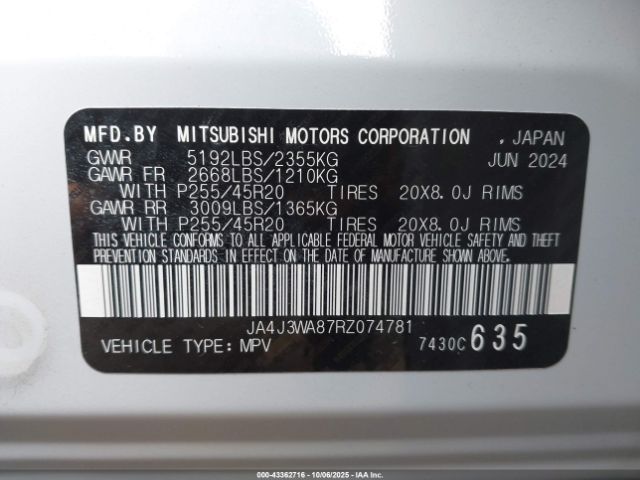 MFD.BY MITSUBISHI MOTORS CORPORATION , JAPAN
GVWR 5192LBS/2355KG JUN 2024
GAWR FR 2668LBS/1210KG
WITH P255/45R20 TIRES 20X8.0J RIMS
GAWR RR 3009LBS/1365KG
WITH P255/45R20 TIRES 20X8.0J RIMS
THIS VEHICLE CONFORMS TO ALL APPLICABLE FEDERAL MOTOR VEHICLE SAFETY AND THEFT
PREVENTION STANDARDS IN EFFECT ON THE DATE OF MANUFACTURE SHOWN ABOVE.
JA4J3WA87RZ074781
VEHICLE TYPE: MPV 7430C 635
000-43362716 - 10/06/2025 - IAAI.COM